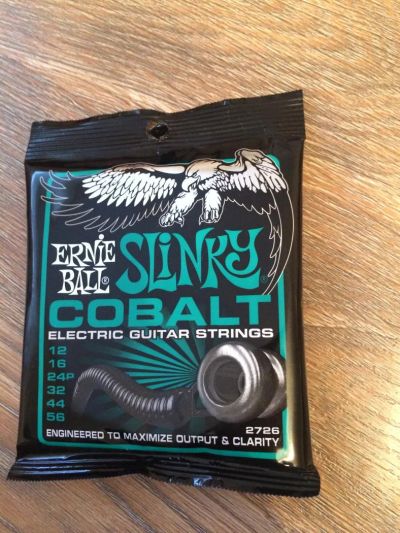 ERNIE BALL®
SLINKY®
COBALT
ELECTRIC GUITAR STRINGS
12
16
24P
32
44
56
2726
ENGINEERED TO MAXIMIZE OUTPUT & CLARITY